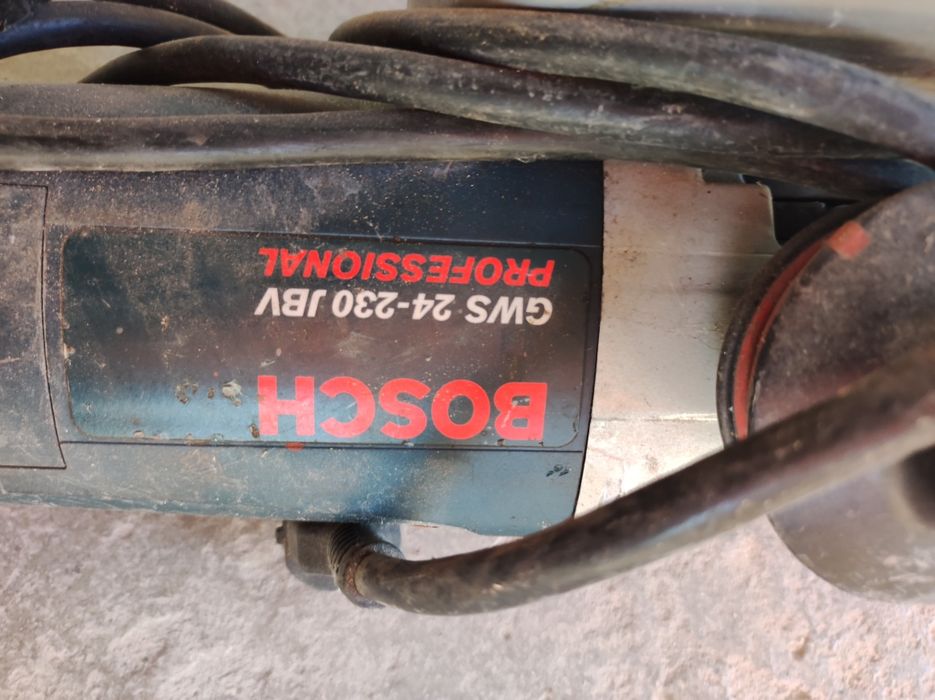 BOSCH
GWS 24-230 JBV
PROFESSIONAL